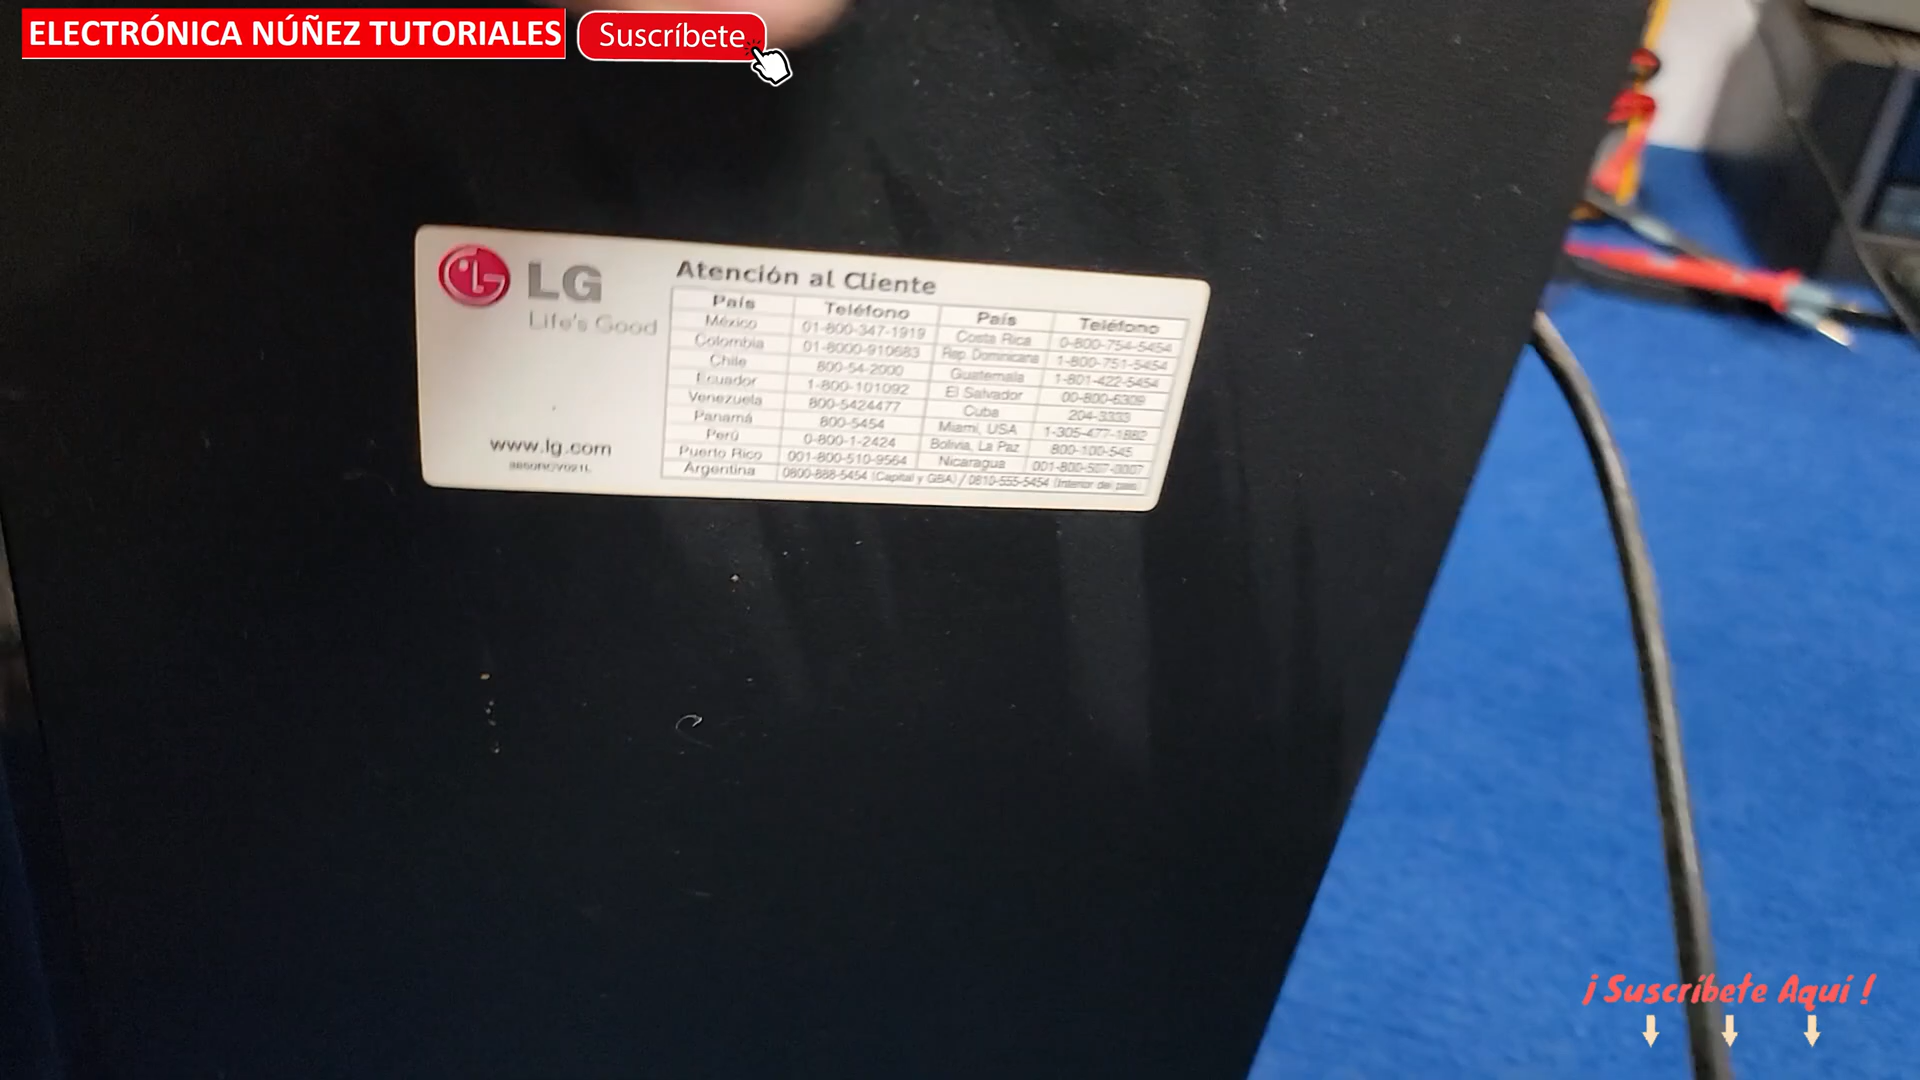 ELECTRÓNICA NÚÑEZ TUTORIALES
Suscríbete
LG
Life's Good
www.lg.com
Atención al Cliente
País Teléfono País Teléfono
México 01-800-347-1919 Costa Rica 0-800-754-5454
Colombia 01-8000-910683 Rep. Dominicana 1-800-751-5454
Chile 800-54-2000 Guatemala 1-801-422-5454
Ecuador 1-800-101092 El Salvador 00-800-6309
Venezuela 800-5424477 Cuba 204-3333
Panamá 800-5454 Miami, USA 1-305-477-1882
Perú 0-800-1-2424 Bolivia, La Paz 800-100-545
Puerto Rico 001-800-510-9564 Nicaragua 001-800-507-0007
Argentina 0800-888-5454 (Capital y GBA) / 0810-555-5454 (Interior del país)
¡ Suscríbete Aquí !